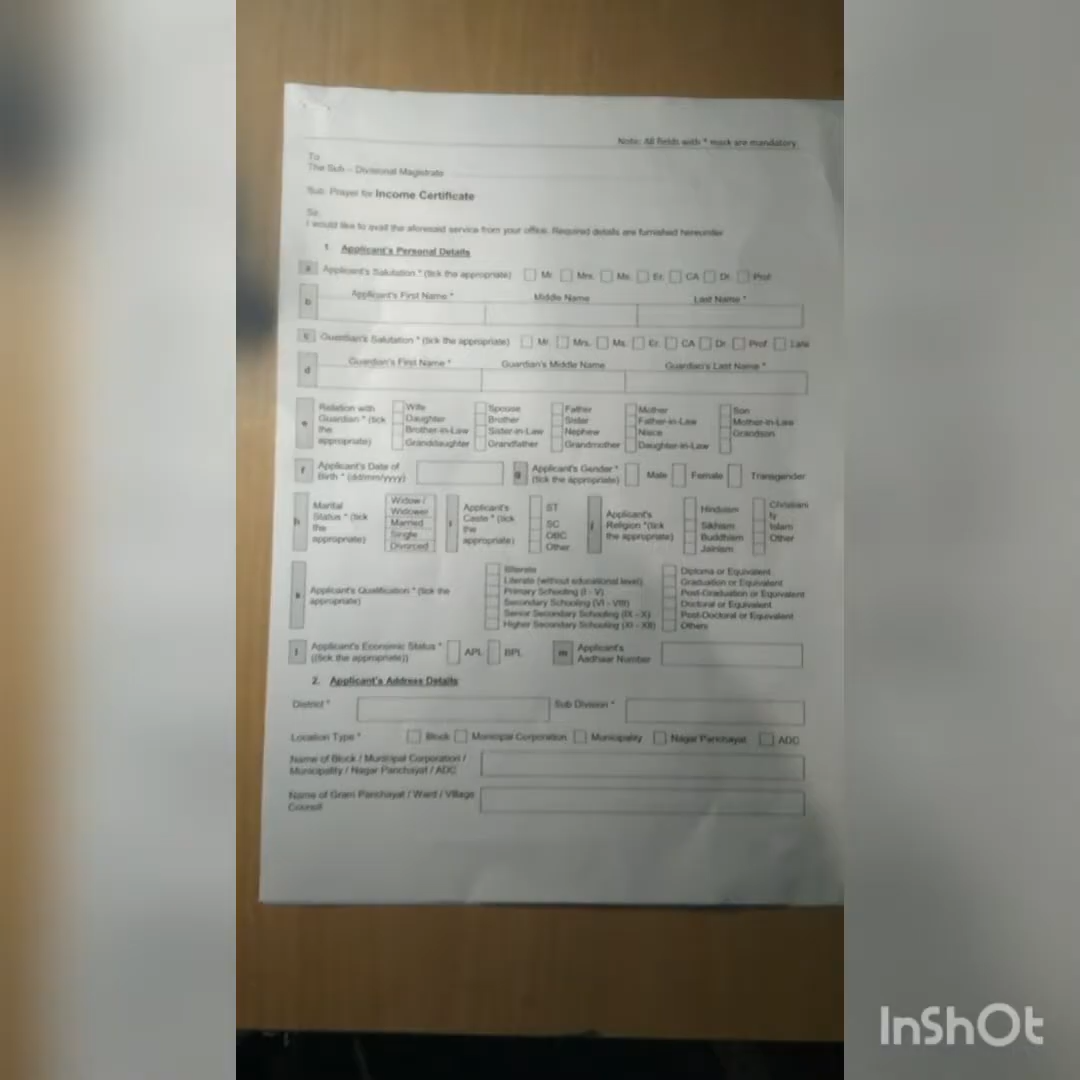 Note: All fields with * mark are mandatory
To
The Sub – Divisional Magistrate
Sub: Prayer for Income Certificate
Sir,
I would like to avail the aforesaid service from your office. Required details are furnished hereunder
1. Applicant's Personal Details
a Applicant's Salutation * (tick the appropriate) Mr. Mrs. Ms. Er. CA Dr. Prof
b Applicant's First Name * Middle Name Last Name *
c Guardian's Salutation * (tick the appropriate) Mr. Mrs. Ms. Er. CA Dr. Prof Late
d Guardian's First Name * Guardian's Middle Name Guardian's Last Name *
e Relation with Guardian * (tick the appropriate)
Wife Spouse Father Mother Son
Daughter Brother Sister Father-in-Law Mother-in-Law
Brother-in-Law Sister-in-Law Nephew Niece Grandson
Granddaughter Grandfather Grandmother Daughter-in-Law
f Applicant's Date of Birth * (dd/mm/yyyy) g Applicant's Gender * (tick the appropriate) Male Female Transgender
h Marital Status * (tick the appropriate)
Widow / Widower
Married
Single
Divorced
i Applicant's Caste * (tick the appropriate)
ST
SC
OBC
Other
j Applicant's Religion *(tick the appropriate)
Hinduism Christianity
Sikhism Islam
Buddhism Other
Jainism
k Applicant's Qualification * (tick the appropriate)
Illiterate
Literate (without educational level)
Primary Schooling (I - V)
Secondary Schooling (VI - VIII)
Senior Secondary Schooling (IX - X)
Higher Secondary Schooling (XI - XII)
Diploma or Equivalent
Graduation or Equivalent
Post-Graduation or Equivalent
Doctoral or Equivalent
Post-Doctoral or Equivalent
Others
l Applicant's Economic Status * ((tick the appropriate)) APL BPL m Applicant's Aadhaar Number
2. Applicant's Address Details
District * Sub Division *
Location Type * Block Municipal Corporation Municipality Nagar Panchayat ADC
Name of Block / Municipal Corporation /
Municipality / Nagar Panchayat / ADC
Name of Gram Panchayat / Ward / Village
Council
InShOt